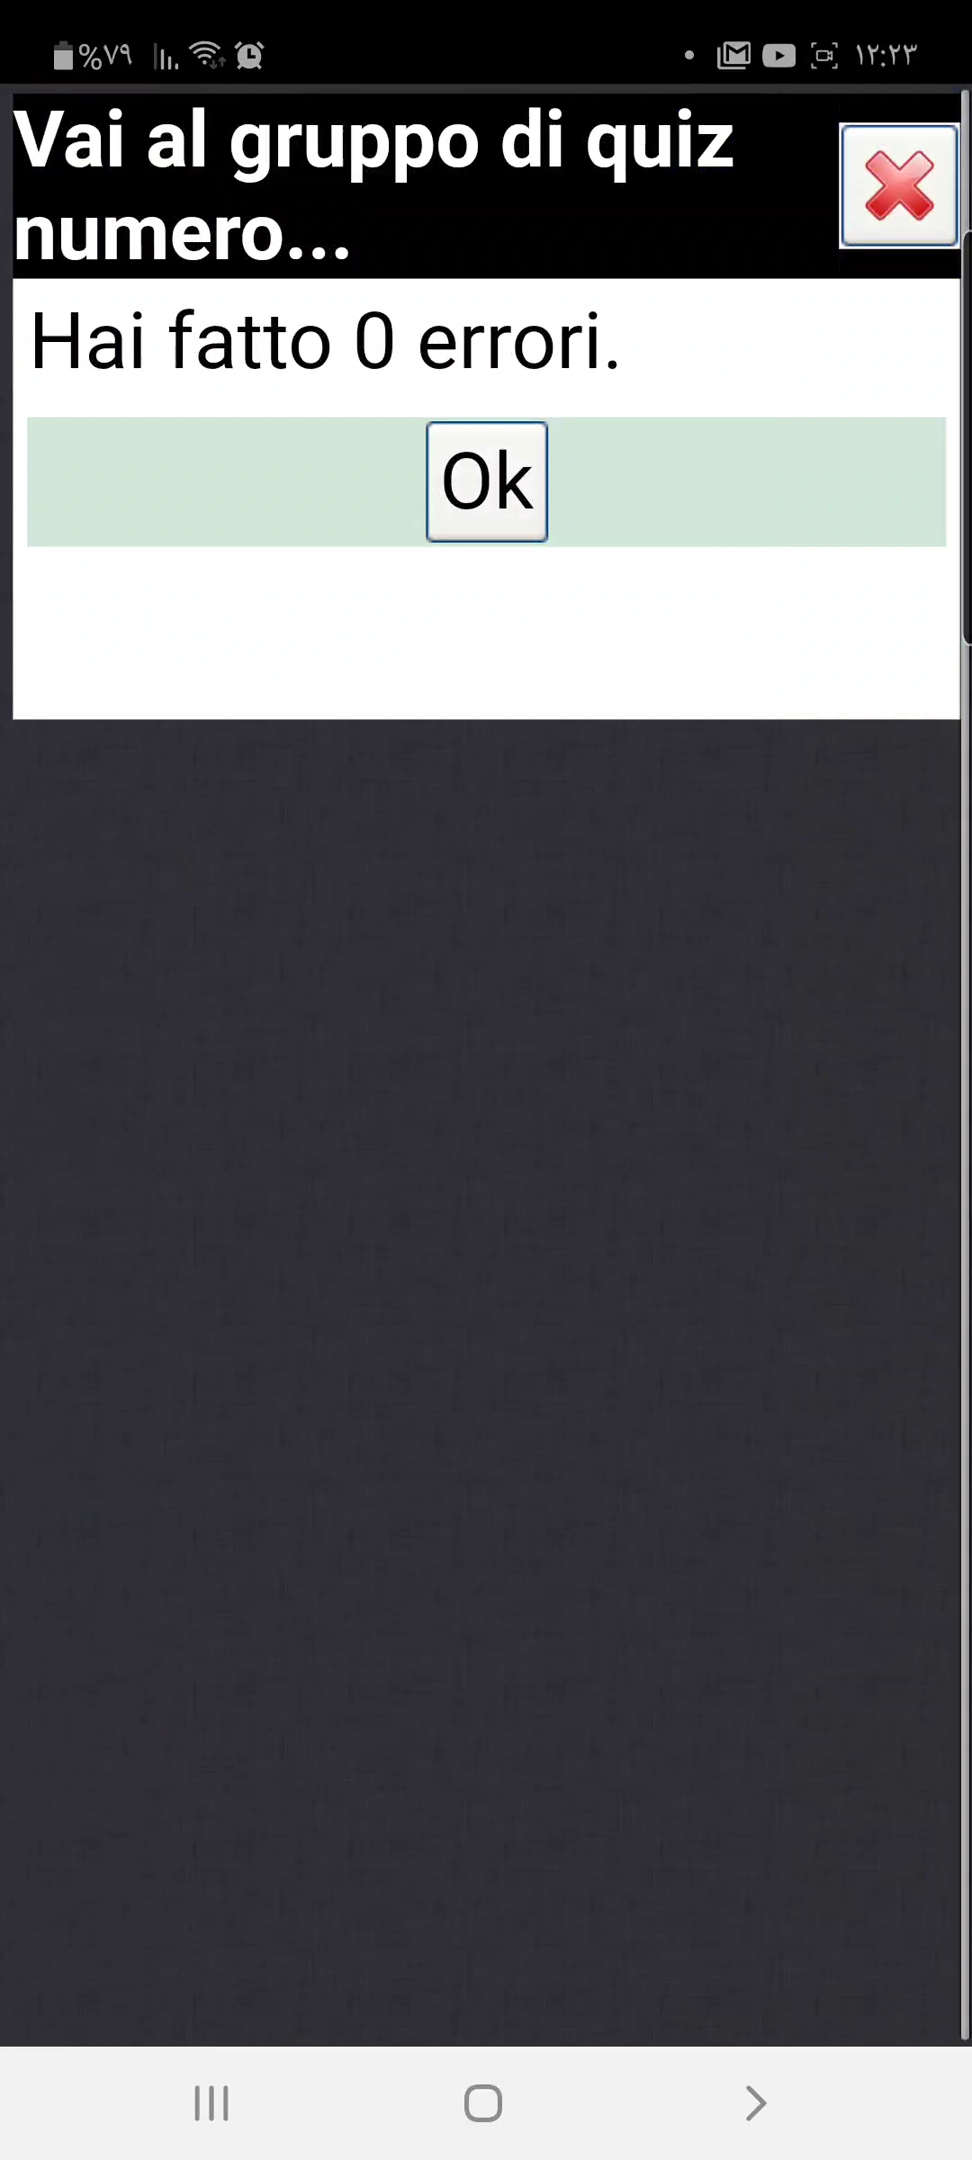 %۷۹ ۱۲:۲۳
Vai al gruppo di quiz
numero...
Hai fatto 0 errori.
Ok